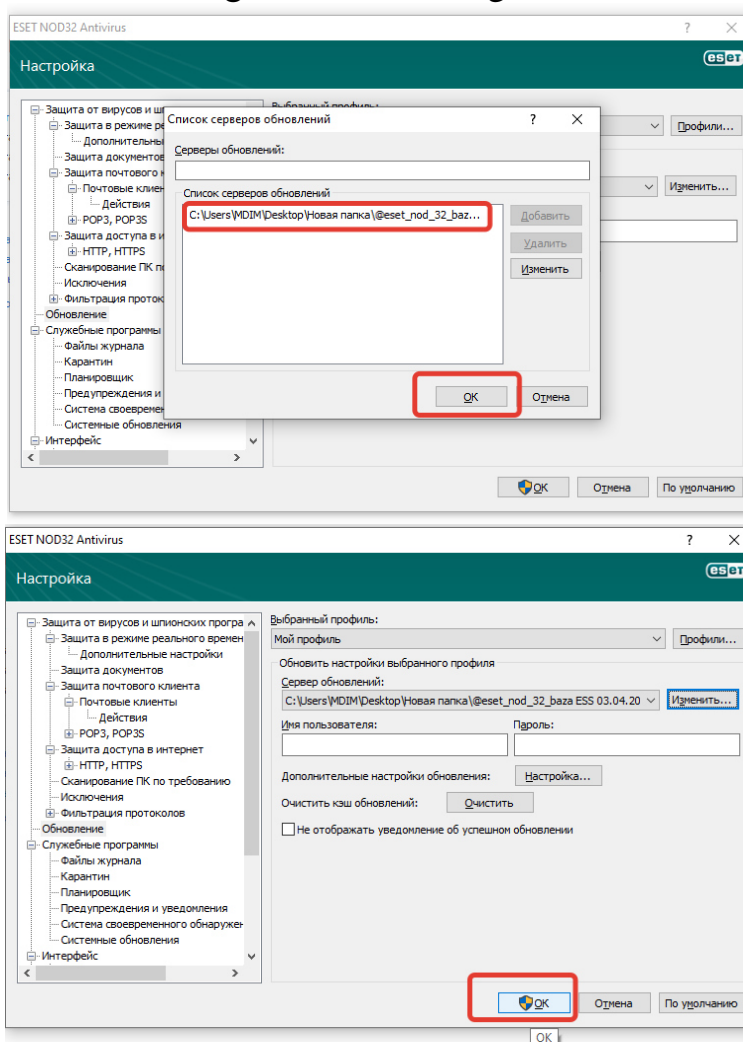 ESET NOD32 Antivirus
Настройка
eset
Защита от вирусов и
Выбранный профиль:
Защита в режиме
Список серверов обновлений
Профили...
Дополнительны
Защита документов
Серверы обновлений:
Защита почтового
Почтовые клиен
Изменить...
Действия
Список серверов обновлений
POP3, POP3S
C:\Users\MDIM\Desktop\Новая папка\@eset_nod_32_baz...
Добавить
Защита доступа в и
HTTP, HTTPS
Удалить
Сканирование ПК по
Изменить
Исключения
Фильтрация проток
Обновление
Служебные программы
Файлы журнала
Карантин
Планировщик
Предупреждения и
OK
Отмена
Система своевремен
Системные обновления
Интерфейс
OK
Отмена
По умолчанию
ESET NOD32 Antivirus
Настройка
eset
Защита от вирусов и шпионских програ
Выбранный профиль:
Защита в режиме реального времен
Мой профиль
Профили...
Дополнительные настройки
Обновить настройки выбранного профиля
Защита документов
Сервер обновлений:
Защита почтового клиента
C:\Users\MDIM\Desktop\Новая папка\@eset_nod_32_baza ESS 03.04.20
Изменить...
Почтовые клиенты
Действия
Имя пользователя:
Пароль:
POP3, POP3S
Защита доступа в интернет
HTTP, HTTPS
Сканирование ПК по требованию
Дополнительные настройки обновления:
Настройка...
Исключения
Очистить кэш обновлений:
Очистить
Фильтрация протоколов
Обновление
Не отображать уведомление об успешном обновлении
Служебные программы
Файлы журнала
Карантин
Планировщик
Предупреждения и уведомления
Система своевременного обнаружен
Системные обновления
Интерфейс
OK
Отмена
По умолчанию
OK